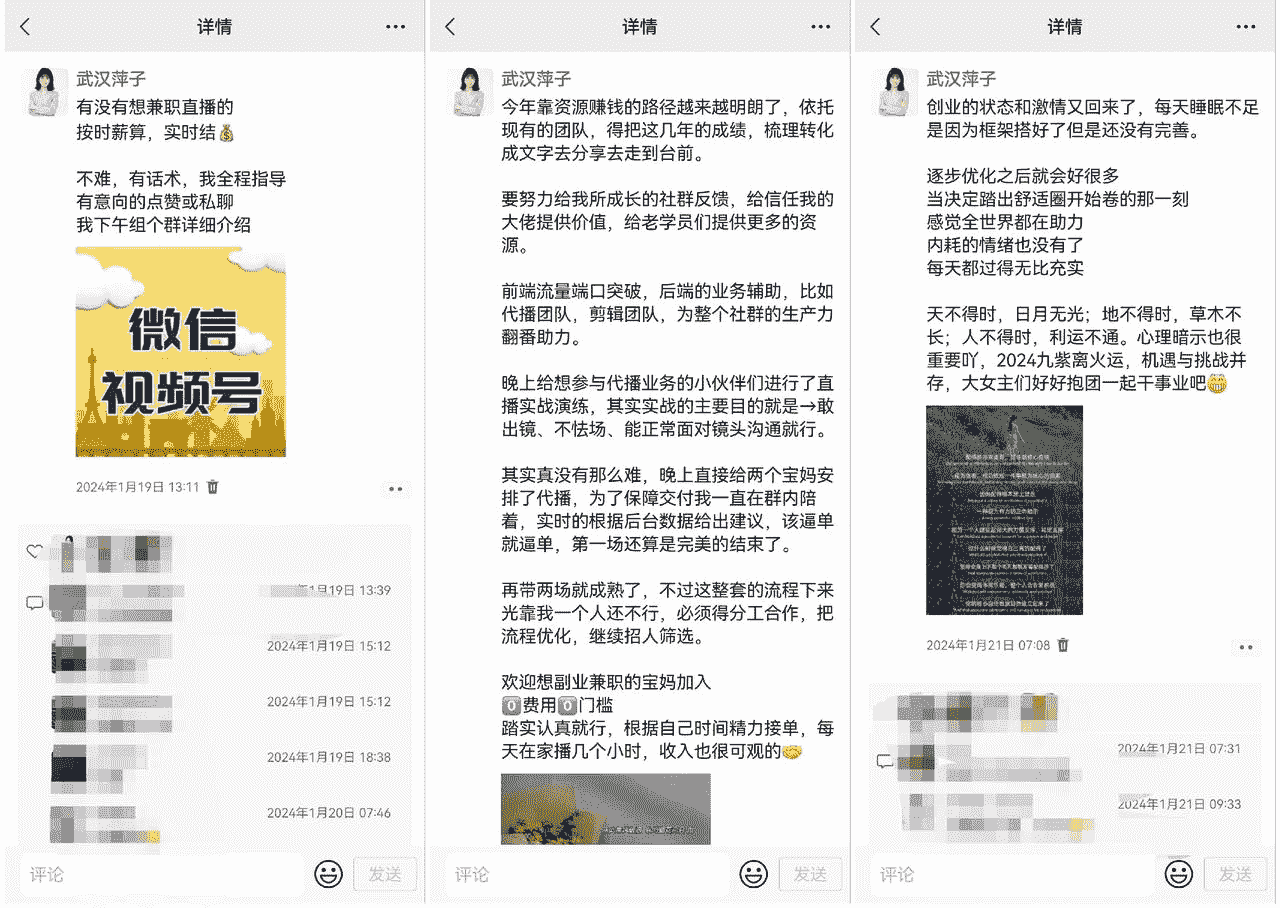 详情
武汉萍子
有没有想兼职直播的
按时薪算，实时结💰
不难，有话术，我全程指导
有意向的点赞或私聊
我下午组个群详细介绍
微信
视频号
2024年1月19日 13:11
年1月19日 13:39
2024年1月19日 15:12
2024年1月19日 15:12
2024年1月19日 18:38
2024年1月20日 07:46
评论
发送
详情
武汉萍子
今年靠资源赚钱的路径越来越明朗了，依托
现有的团队，得把这几年的成绩，梳理转化
成文字去分享去走到台前。
要努力给我所成长的社群反馈，给信任我的
大佬提供价值，给老学员们提供更多的资
源。
前端流量端口突破，后端的业务辅助，比如
代播团队，剪辑团队，为整个社群的生产力
翻番助力。
晚上给想参与代播业务的小伙伴们进行了直
播实战演练，其实实战的主要目的就是→敢
出镜、不怯场、能正常面对镜头沟通就行。
其实真没有那么难，晚上直接给两个宝妈安
排了代播，为了保障交付我一直在群内陪
着，实时的根据后台数据给出建议，该逼单
就逼单，第一场还算是完美的结束了。
再带两场就成熟了，不过这整套的流程下来
光靠我一个人还不行，必须得分工合作，把
流程优化，继续招人筛选。
欢迎想副业兼职的宝妈加入
0️⃣费用0️⃣门槛
踏实认真就行，根据自己时间精力接单，每
天在家播几个小时，收入也很可观的🤝
评论
发送
详情
武汉萍子
创业的状态和激情又回来了，每天睡眠不足
是因为框架搭好了但是还没有完善。
逐步优化之后就会好很多
当决定踏出舒适圈开始卷的那一刻
感觉全世界都在助力
内耗的情绪也没有了
每天都过得无比充实
天不得时，日月无光；地不得时，草木不
长；人不得时，利运不通。心理暗示也很
重要吖，2024九紫离火运，机遇与挑战并
存，大女主们好好抱团一起干事业吧😁
2024年1月21日 07:08
2024年1月21日 07:31
2024年1月21日 09:33
评论
发送